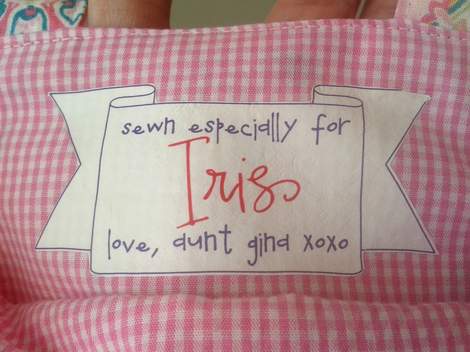 sewn especially for
Iris
love, aunt gina xoxo